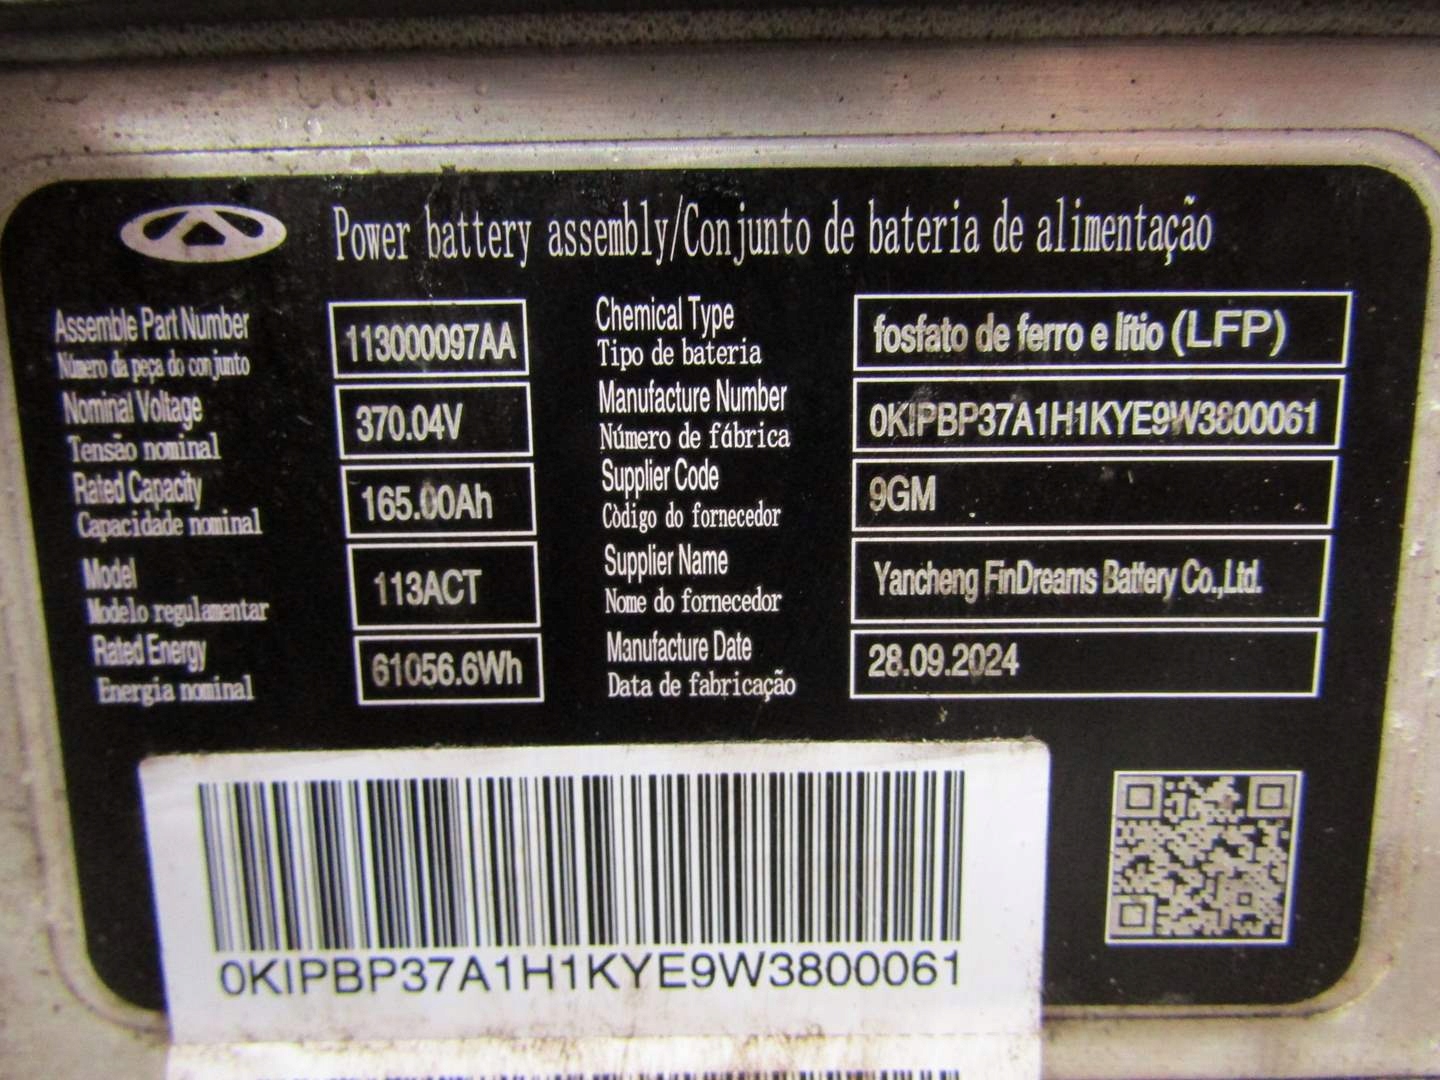 Power battery assembly/Conjunto de bateria de alimentação
Assemble Part Number
Número da peça do conjunto
113000097AA
Nominal Voltage
Tensão nominal
370.04V
Rated Capacity
Capacidade nominal
165.00Ah
Model
Modelo regulamentar
113ACT
Rated Energy
Energia nominal
61056.6Wh
Chemical Type
Tipo de bateria
fosfato de ferro e lítio (LFP)
Manufacture Number
Número de fábrica
0KIPBP37A1H1KYE9W3800061
Supplier Code
Còdigo do fornecedor
9GM
Supplier Name
Nome do fornecedor
Yancheng FinDreams Battery Co.,Ltd.
Manufacture Date
Data de fabricação
28.09.2024
0KIPBP37A1H1KYE9W3800061